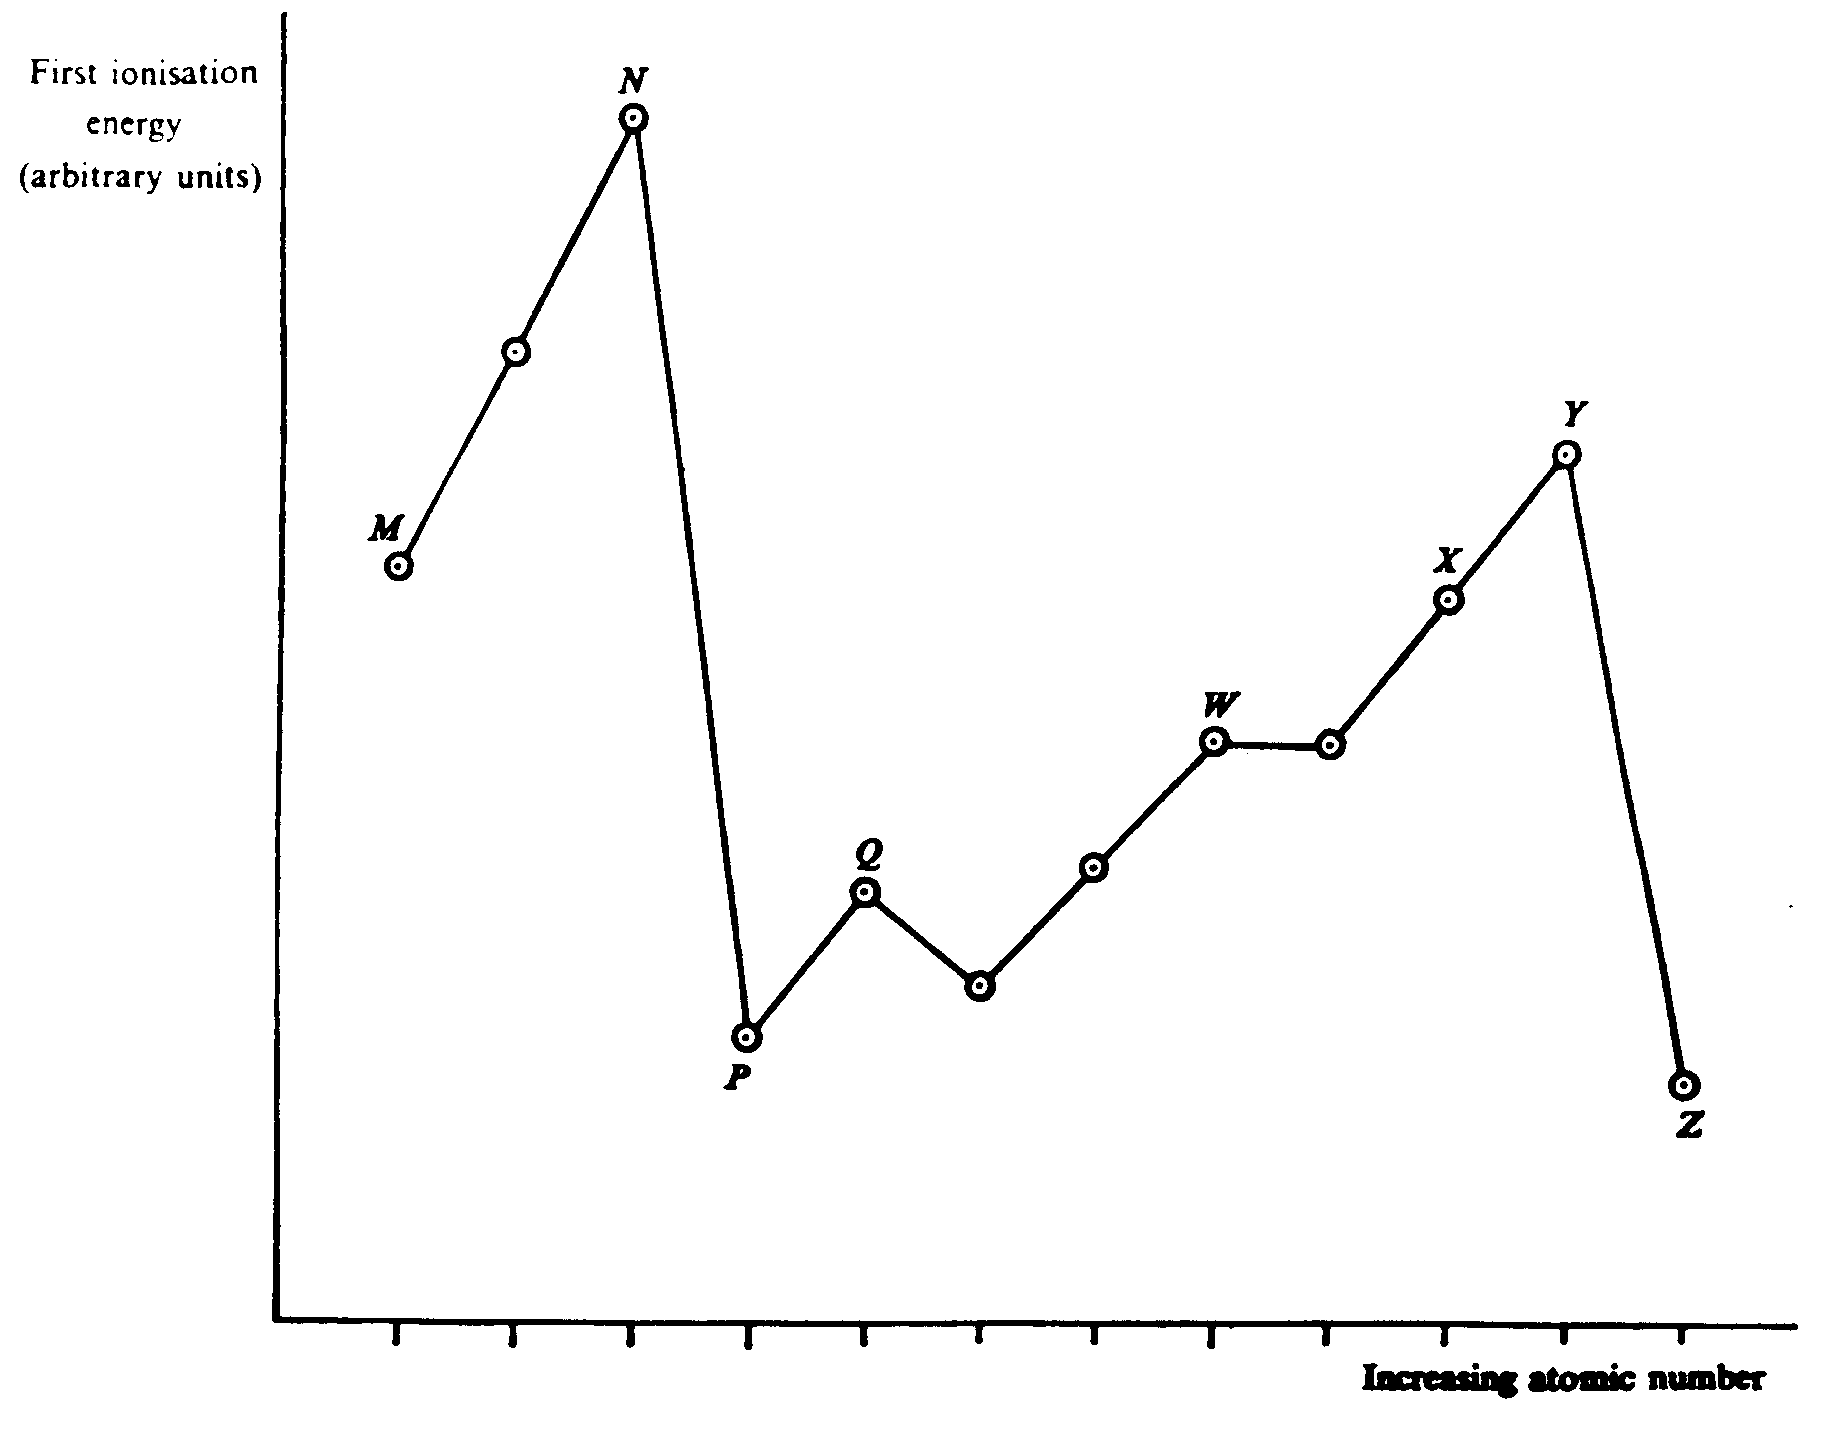 First ionisation
energy
(arbitrary units)
N
M
Y
X
W
Q
P
Z
Increasing atomic number